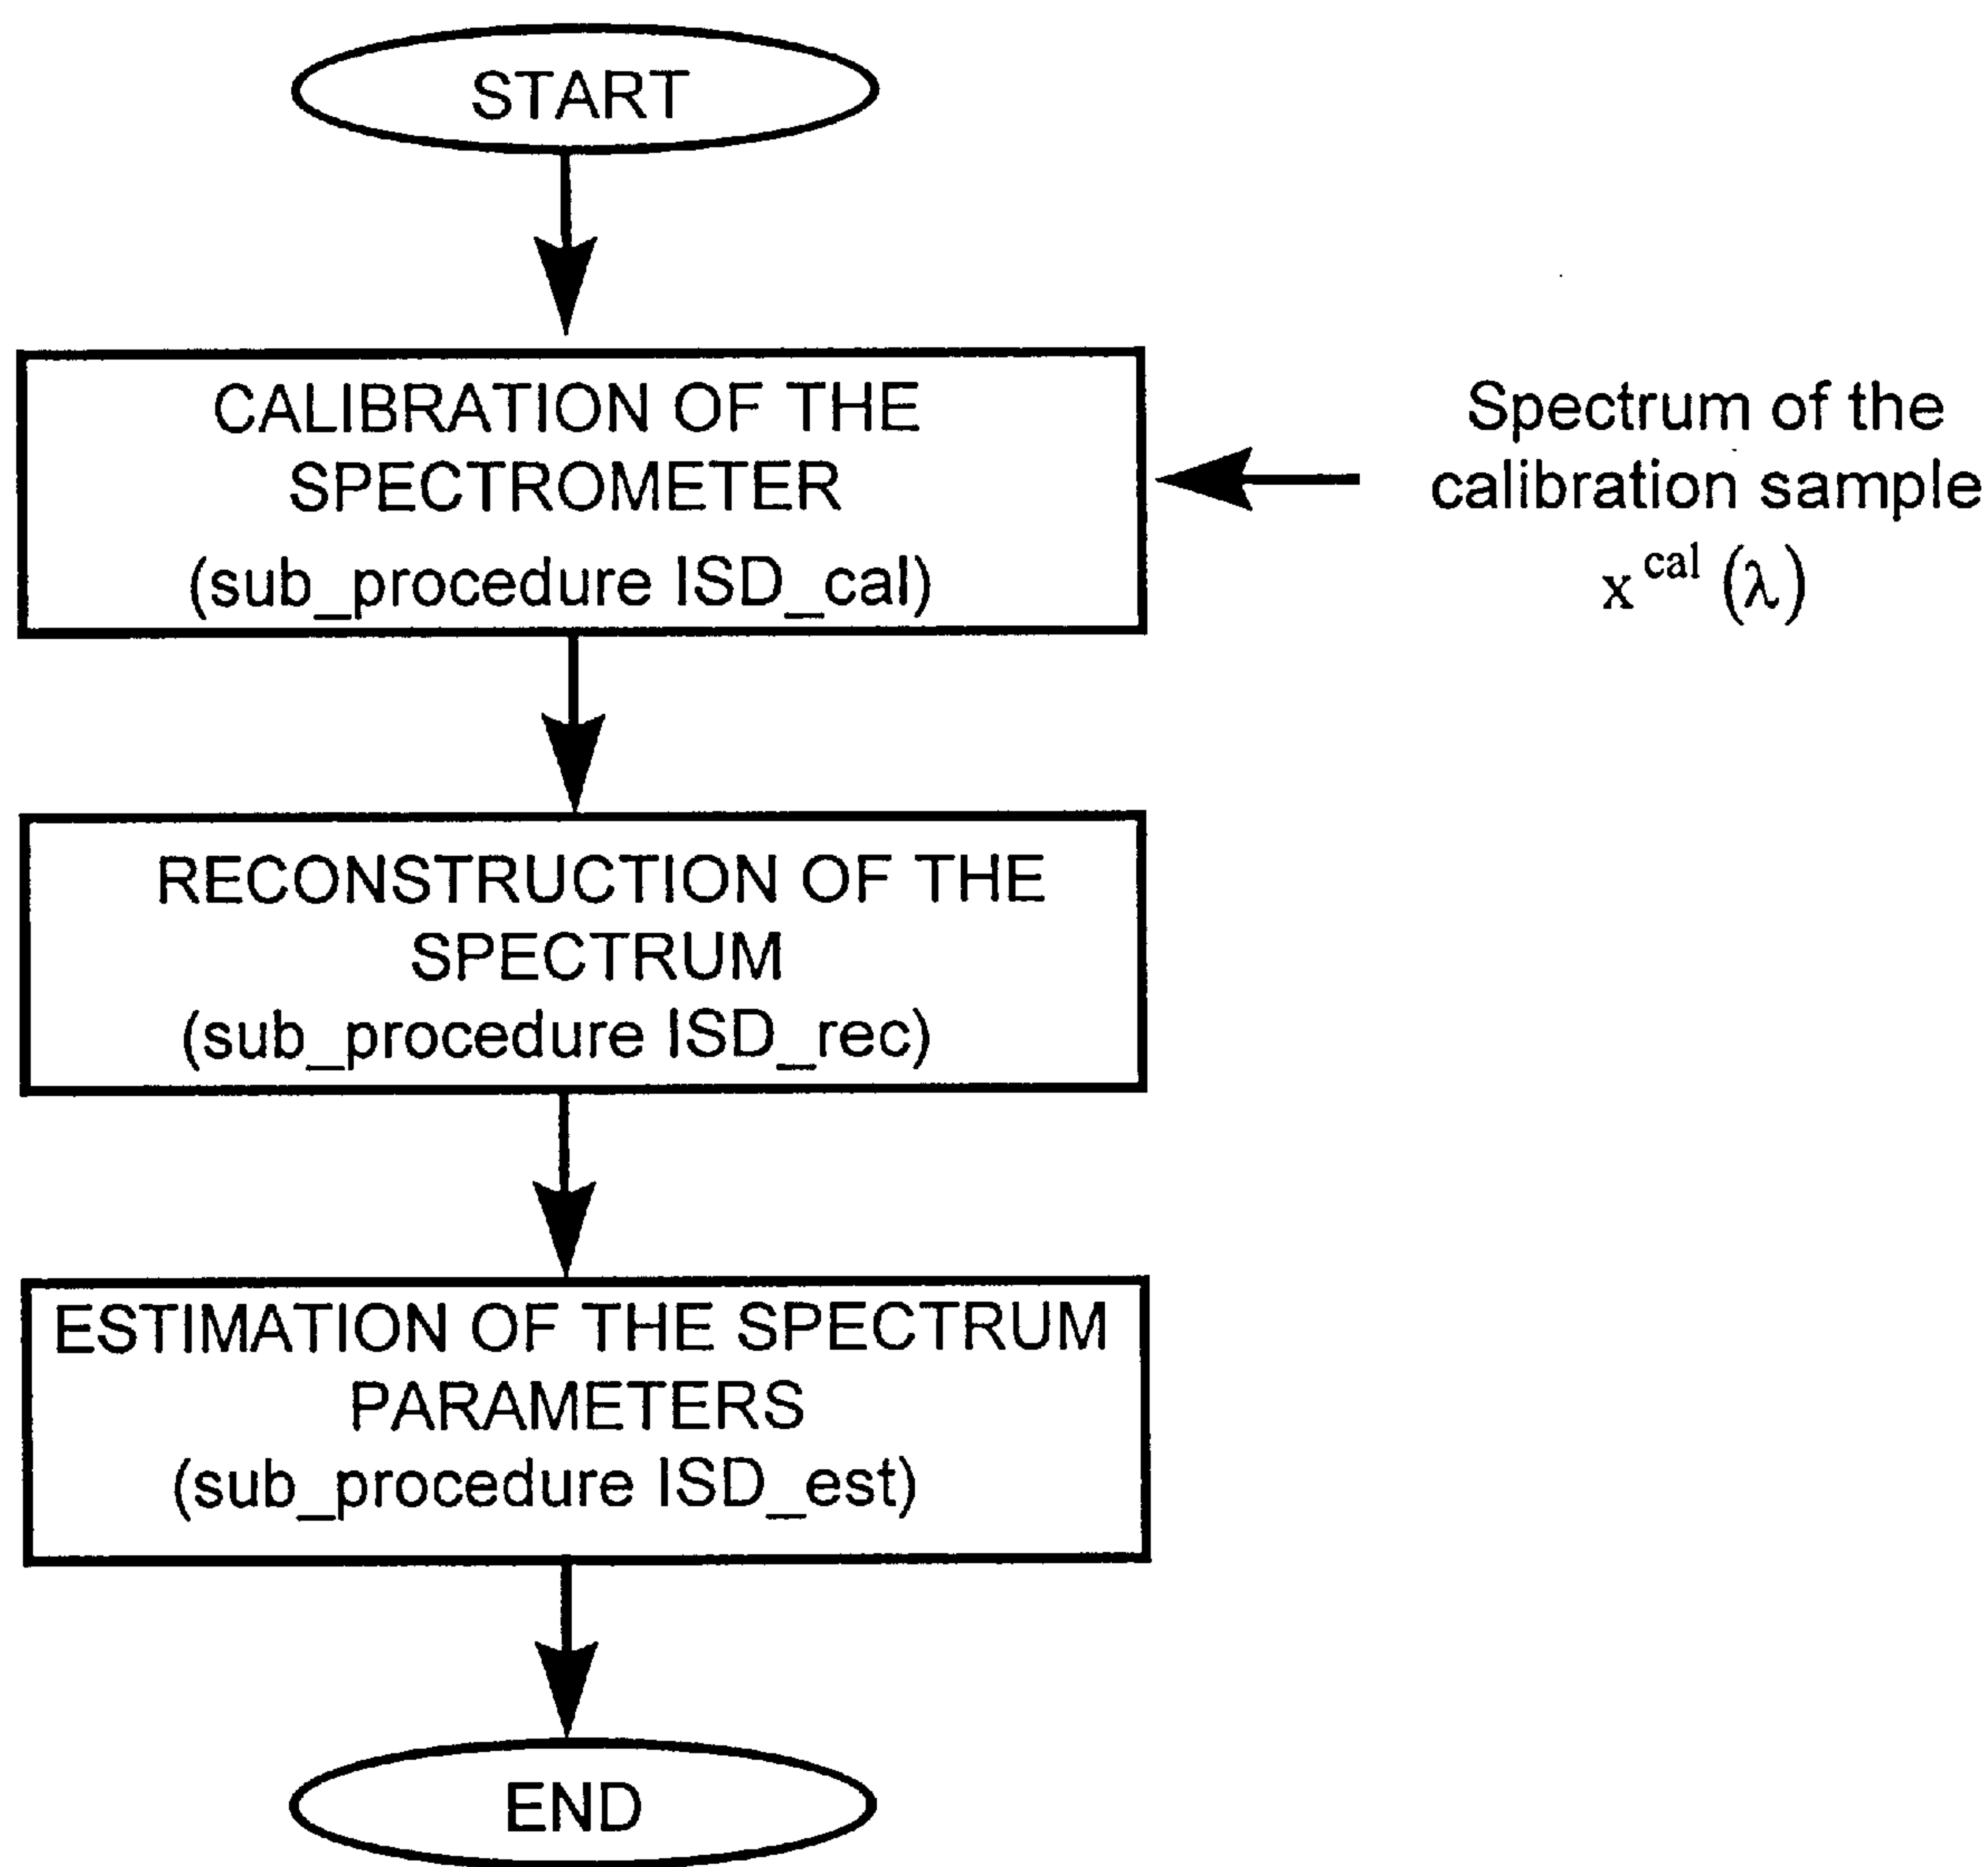 START
CALIBRATION OF THE
SPECTROMETER
(sub_procedure ISD_cal)
Spectrum of the
calibration sample
x^cal (λ)
RECONSTRUCTION OF THE
SPECTRUM
(sub_procedure ISD_rec)
ESTIMATION OF THE SPECTRUM
PARAMETERS
(sub_procedure ISD_est)
END